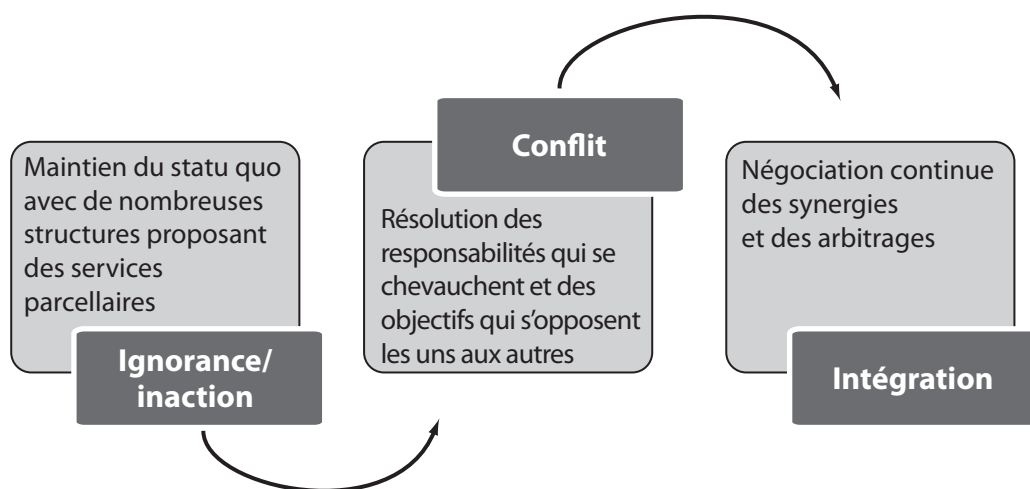 Maintien du statu quo
avec de nombreuses
structures proposant
des services
parcellaires
Ignorance/
inaction
Conflit
Résolution des
responsabilités qui se
chevauchent et des
objectifs qui s’opposent
les uns aux autres
Négociation continue
des synergies
et des arbitrages
Intégration